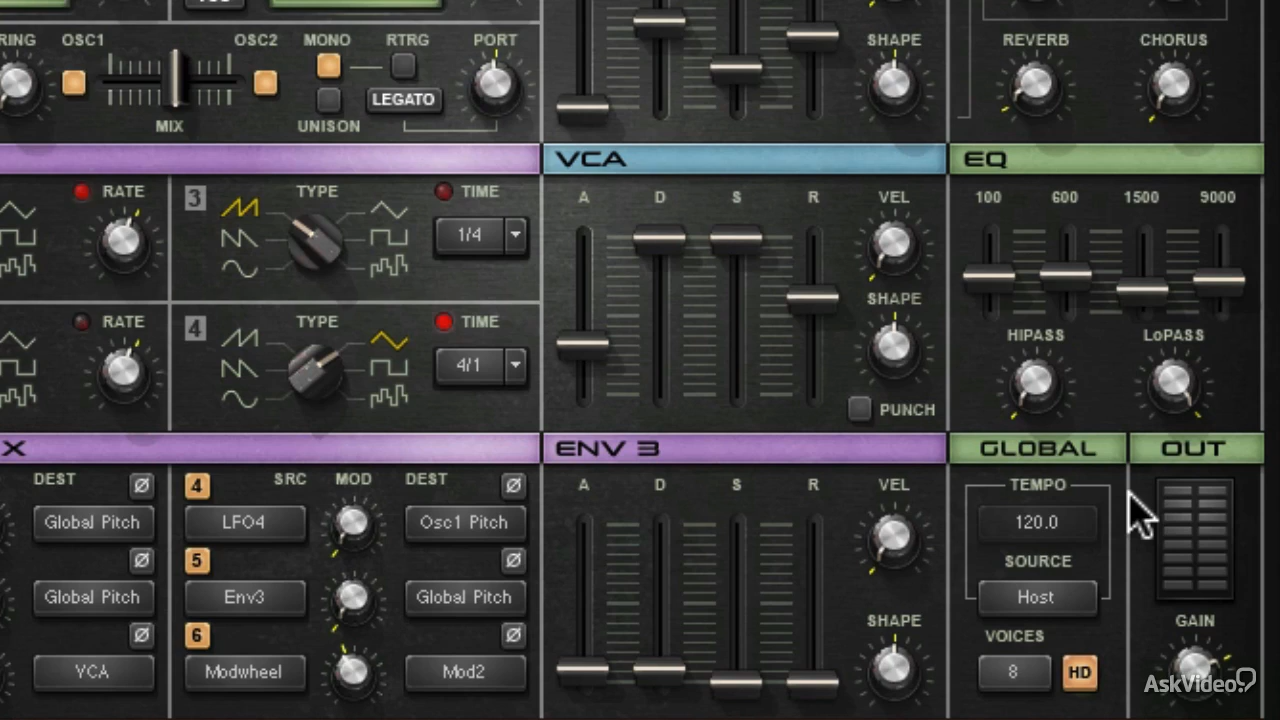 RING OSC1 OSC2 MONO RTRG PORT SHAPE REVERB CHORUS
LEGATO
MIX UNISON
VCA EQ
RATE 3 TYPE TIME A D S R VEL 100 600 1500 9000
1/4
SHAPE
RATE 4 TYPE TIME HIPASS LoPASS
4/1
PUNCH
X ENV 3 GLOBAL OUT
DEST Ø 4 SRC MOD DEST Ø A D S R VEL TEMPO
Global Pitch LFO4 Osc1 Pitch 120.0
Ø 5 Ø SOURCE
Global Pitch Env3 Global Pitch Host
Ø 6 Ø SHAPE VOICES GAIN
VCA Modwheel Mod2 8 HD
AskVideo